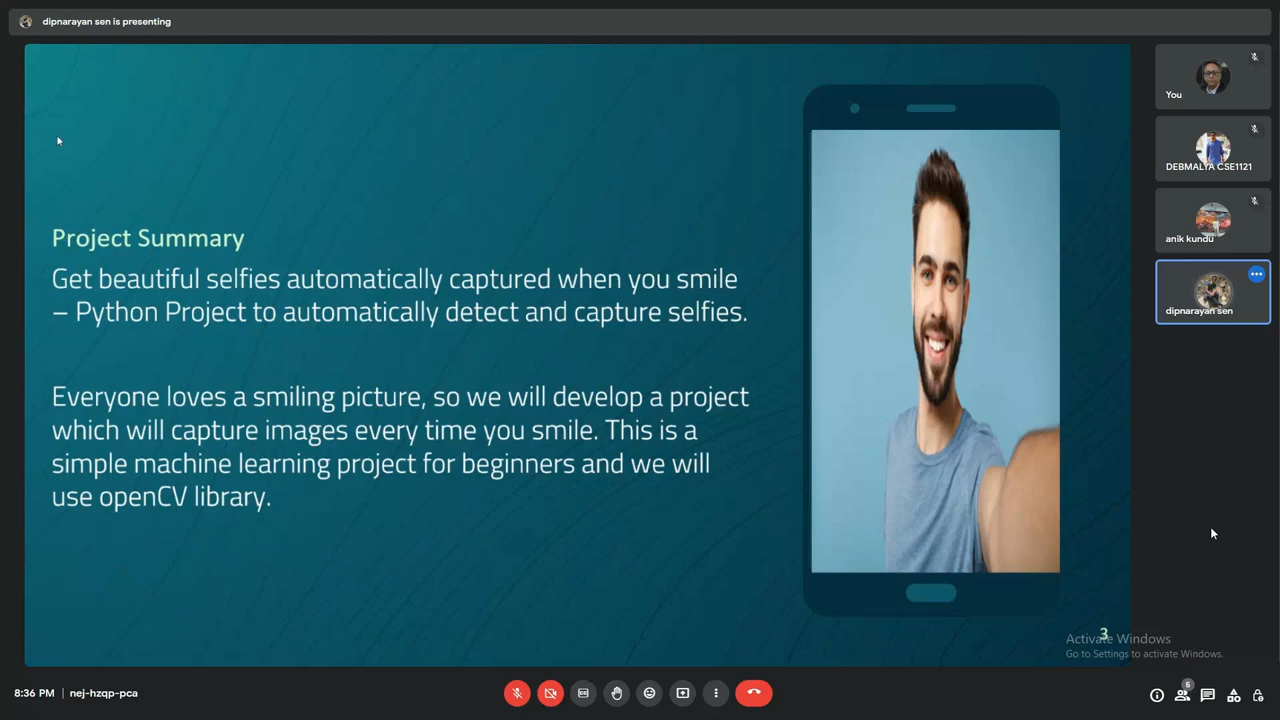 dipnarayan sen is presenting
You
DEBMALYA CSE1121
anik kundu
dipnarayan sen
Project Summary
Get beautiful selfies automatically captured when you smile
– Python Project to automatically detect and capture selfies.
Everyone loves a smiling picture, so we will develop a project
which will capture images every time you smile. This is a
simple machine learning project for beginners and we will
use openCV library.
3
Activate Windows
Go to Settings to activate Windows.
8:36 PM | nej-hzqp-pca
6